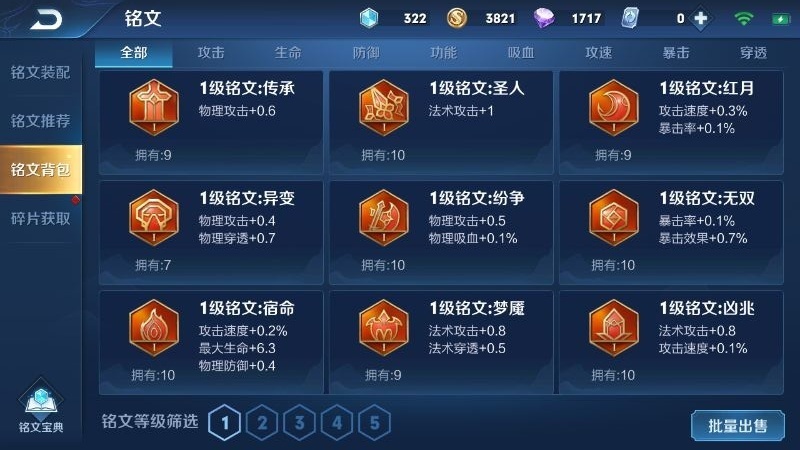 铭文
322
3821
1717
0
全部
攻击
生命
防御
功能
吸血
攻速
暴击
穿透
铭文装配
铭文推荐
铭文背包
碎片获取
铭文宝典
1级铭文:传承
物理攻击+0.6
拥有:9
1级铭文:圣人
法术攻击+1
拥有:10
1级铭文:红月
攻击速度+0.3%
暴击率+0.1%
拥有:9
1级铭文:异变
物理攻击+0.4
物理穿透+0.7
拥有:7
1级铭文:纷争
物理攻击+0.5
物理吸血+0.1%
拥有:10
1级铭文:无双
暴击率+0.1%
暴击效果+0.7%
拥有:10
1级铭文:宿命
攻击速度+0.2%
最大生命+6.3
物理防御+0.4
拥有:10
1级铭文:梦魇
法术攻击+0.8
法术穿透+0.5
拥有:9
1级铭文:凶兆
法术攻击+0.8
攻击速度+0.1%
拥有:10
铭文等级筛选
1
2
3
4
5
批量出售